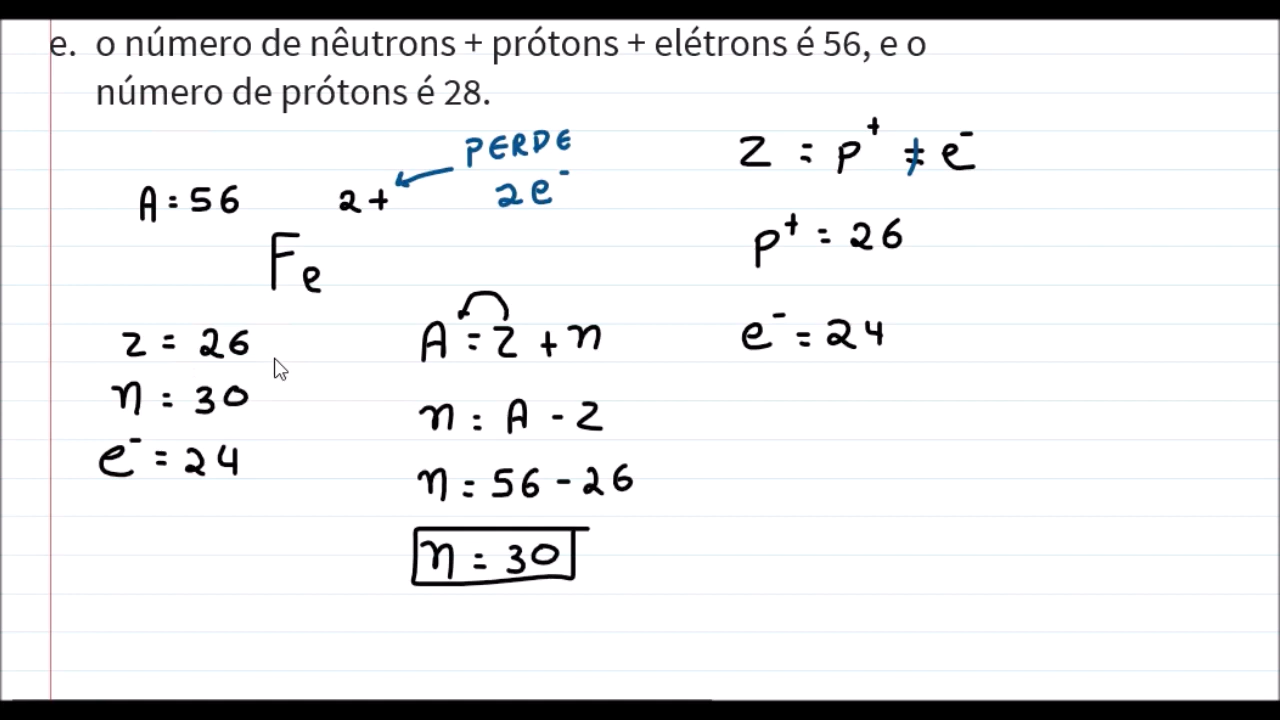 e. o número de nêutrons + prótons + elétrons é 56, e o
número de prótons é 28.
A = 56
2+
PERDE
2e⁻
Fe
z = 26
n = 30
e⁻ = 24
A = Z + n
n = A - Z
n = 56 - 26
n = 30
Z = p⁺ ≠ e⁻
p⁺ = 26
e⁻ = 24